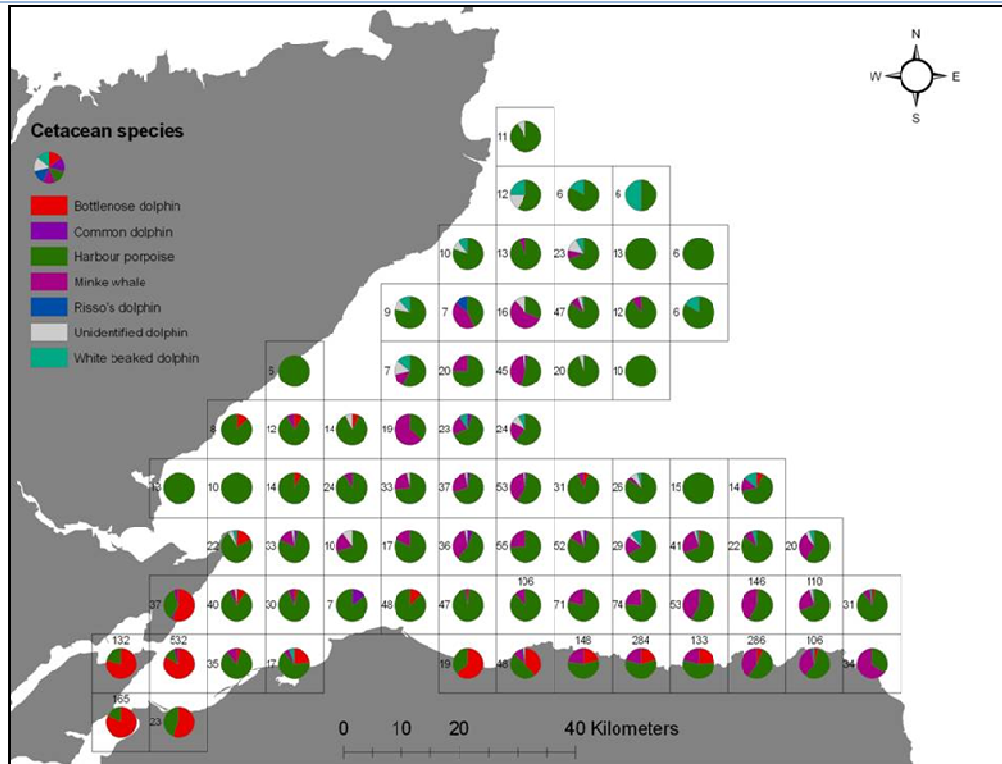 N
W E
S
Cetacean species
Bottlenose dolphin
Common dolphin
Harbour porpoise
Minke whale
Risso's dolphin
Unidentified dolphin
White beaked dolphin
11
12 6 6
10 13 23 13 6
9 7 16 47 12 6
5 7 20 45 20 10
8 12 14 19 23 24
13 10 14 24 33 37 53 31 25 15 14
22 33 10 17 36 55 52 29 41 22 20
106 146 110
37 40 30 7 48 47 71 74 53 31
132 532 148 284 133 286 106
35 17 19 48 34
165
23
0 10 20 40 Kilometers